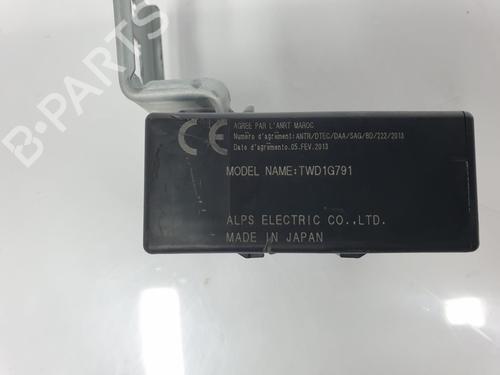 CE
AGREE PAR L'ANRT MAROC
Numéro d'agrément:ANTR/DTEC/DAA/SAG/BD/222/2013
Date d'agrément.05.FEV.2013
MODEL NAME:TWD1G791
ALPS ELECTRIC CO.,LTD.
MADE IN JAPAN
B-PARTS